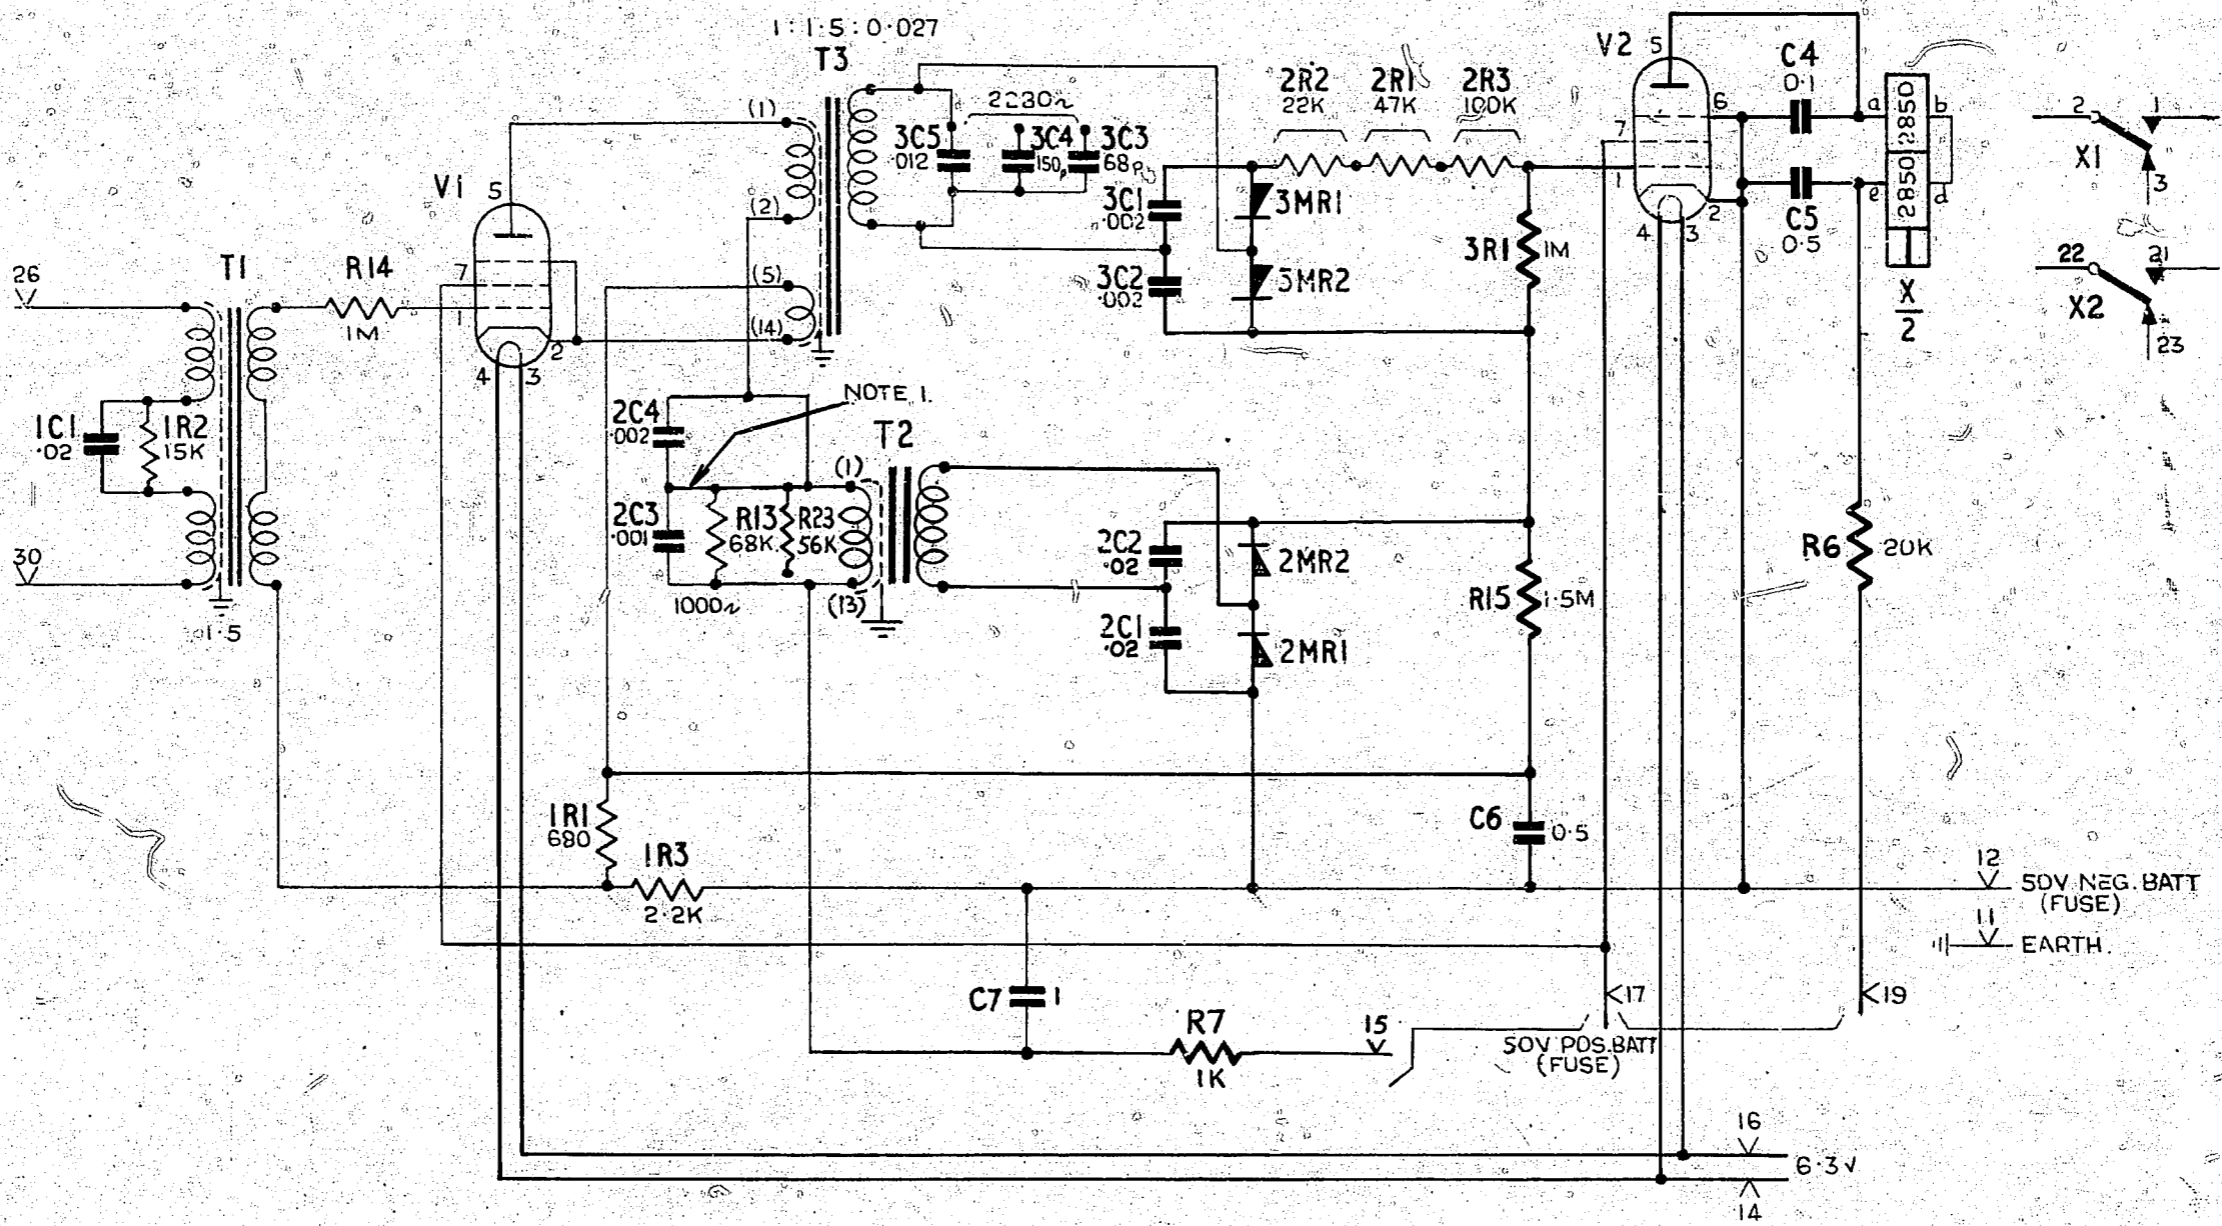 1:1·5:0·027
T3
(1)
(2)
(5)
(14)
2230~
3C5
·012
3C4
150p
3C3
68p
3C1
·002
3C2
·002
3MR1
3MR2
2R2
22K
2R1
47K
2R3
100K
3R1
1M
V2
5
6
7
1
2
4
3
C4
0·1
C5
0·5
2850
2850
a
b
e
d
X
2
2
1
X1
3
22
21
X2
23
V1
5
7
1
2
4
3
26
T1
R14
1M
1C1
·02
1R2
15K
30
1·5
2C4
·002
NOTE 1.
T2
2C3
·001
R13
68K
R23
56K
(1)
(13)
1000~
2C2
·02
2C1
·02
2MR2
2MR1
R15
1·5M
R6
20K
1R1
680
1R3
2·2K
C6
0·5
12
50V NEG. BATT
(FUSE)
11
EARTH.
C7
1
R7
1K
15
17
19
50V POS. BATT
(FUSE)
16
6·3V
14